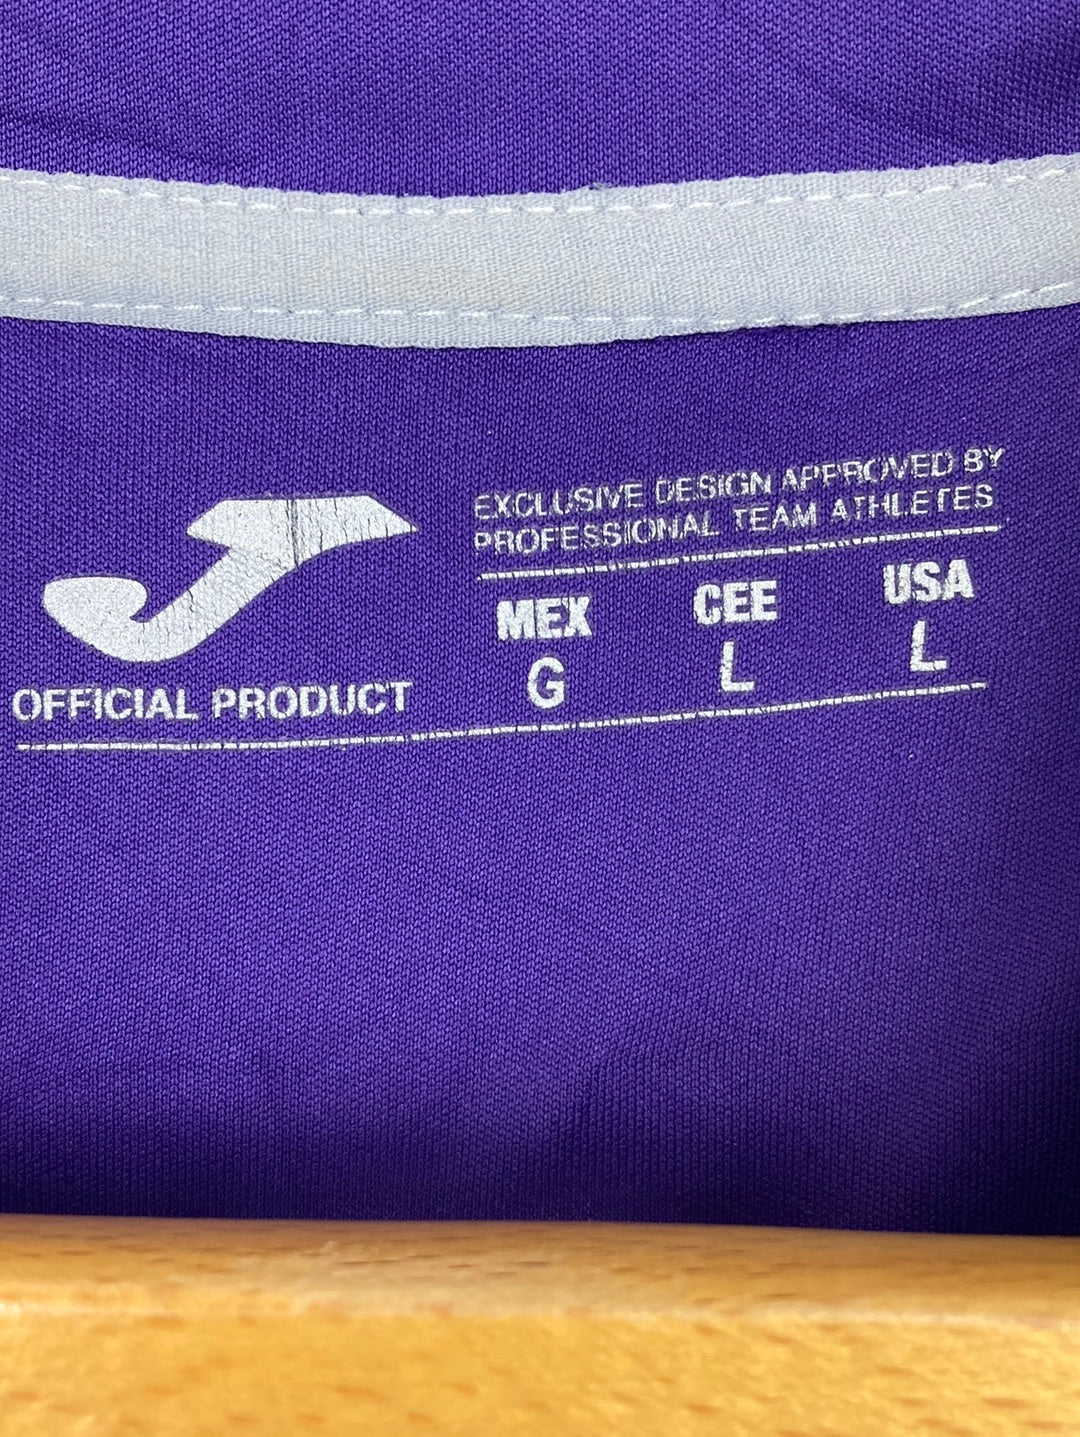 EXCLUSIVE DESIGN APPROVED BY
PROFESSIONAL TEAM ATHLETES
MEX CEE USA
G L L
OFFICIAL PRODUCT